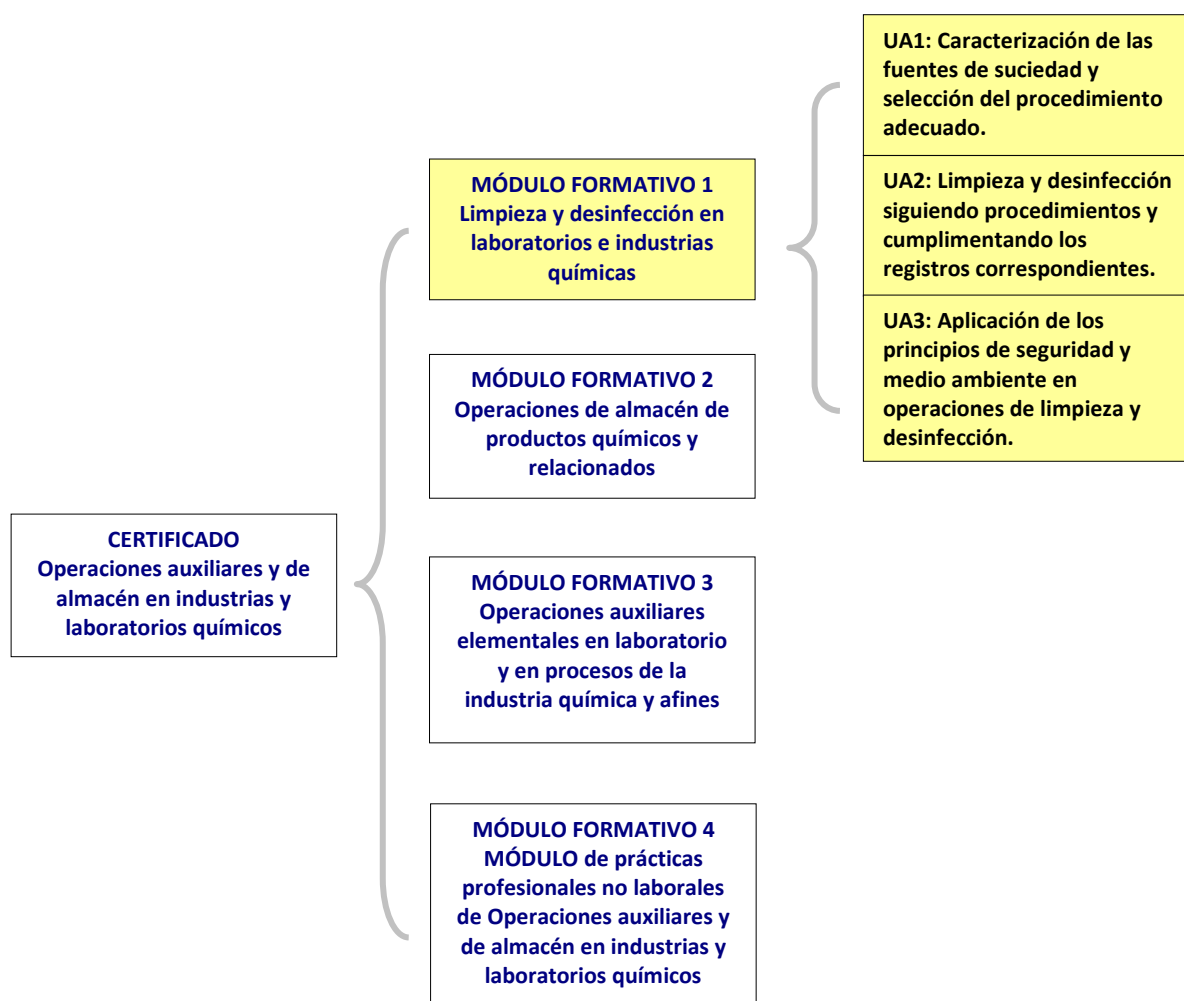 CERTIFICADO
Operaciones auxiliares y de
almacén en industrias y
laboratorios químicos
MÓDULO FORMATIVO 1
Limpieza y desinfección en
laboratorios e industrias
químicas
UA1: Caracterización de las
fuentes de suciedad y
selección del procedimiento
adecuado.
UA2: Limpieza y desinfección
siguiendo procedimientos y
cumplimentando los
registros correspondientes.
UA3: Aplicación de los
principios de seguridad y
medio ambiente en
operaciones de limpieza y
desinfección.
MÓDULO FORMATIVO 2
Operaciones de almacén de
productos químicos y
relacionados
MÓDULO FORMATIVO 3
Operaciones auxiliares
elementales en laboratorio
y en procesos de la
industria química y afines
MÓDULO FORMATIVO 4
MÓDULO de prácticas
profesionales no laborales
de Operaciones auxiliares y
de almacén en industrias y
laboratorios químicos